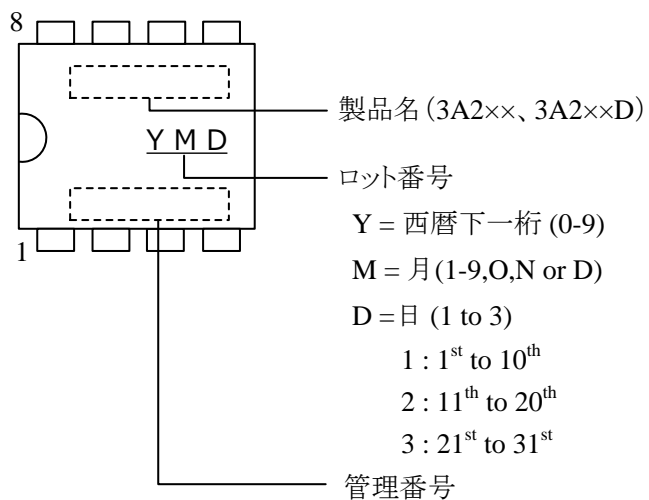 8
製品名(3A2××、3A2××D)
Y M D
ロット番号
Y = 西暦下一桁 (0-9)
M = 月(1-9,O,N or D)
1
D =日 (1 to 3)
1 : 1st to 10th
2 : 11th to 20th
3 : 21st to 31st
管理番号